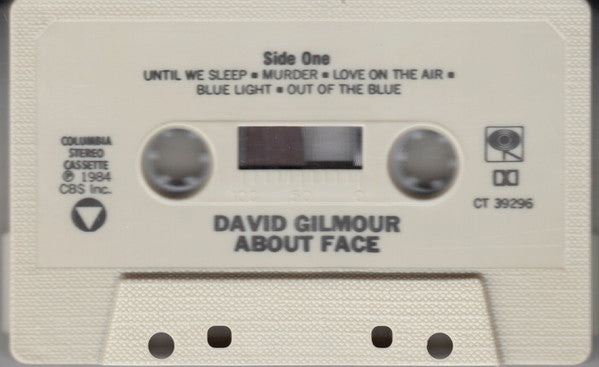 Side One
UNTIL WE SLEEP ▪ MURDER ▪ LOVE ON THE AIR ▪
BLUE LIGHT ▪ OUT OF THE BLUE
COLUMBIA
STEREO
CASSETTE
℗ 1984
CBS Inc.
100 50 0
CT 39296
DAVID GILMOUR
ABOUT FACE